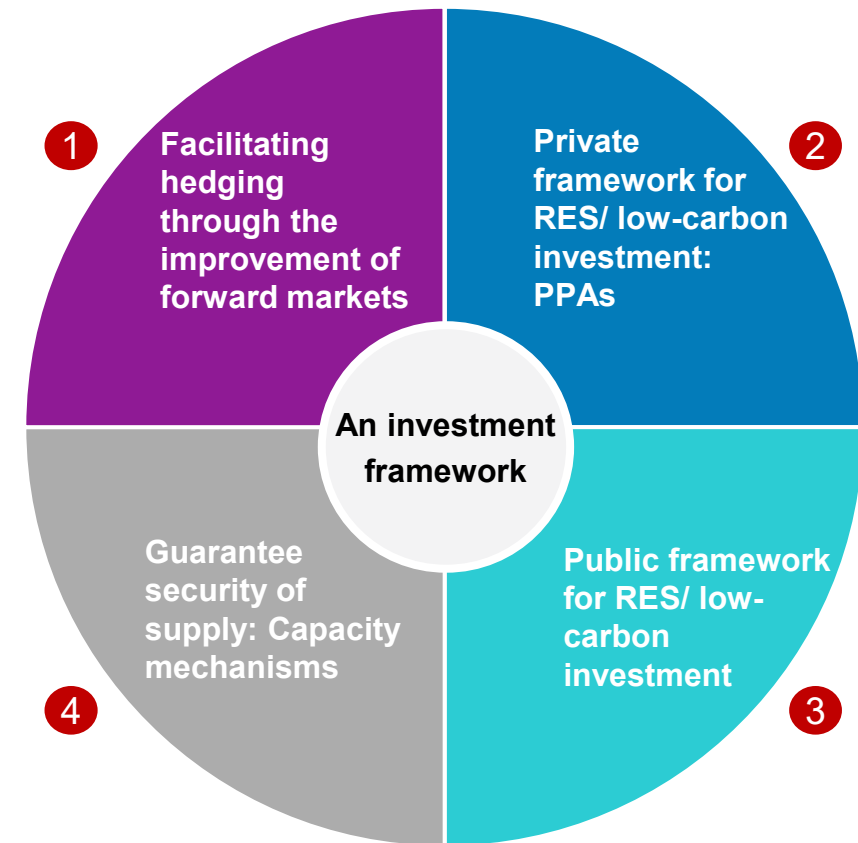 1
Facilitating
hedging
through the
improvement of
forward markets
2
Private
framework for
RES/ low-carbon
investment:
PPAs
An investment
framework
Guarantee
security of
supply: Capacity
mechanisms
4
Public framework
for RES/ low-
carbon
investment
3